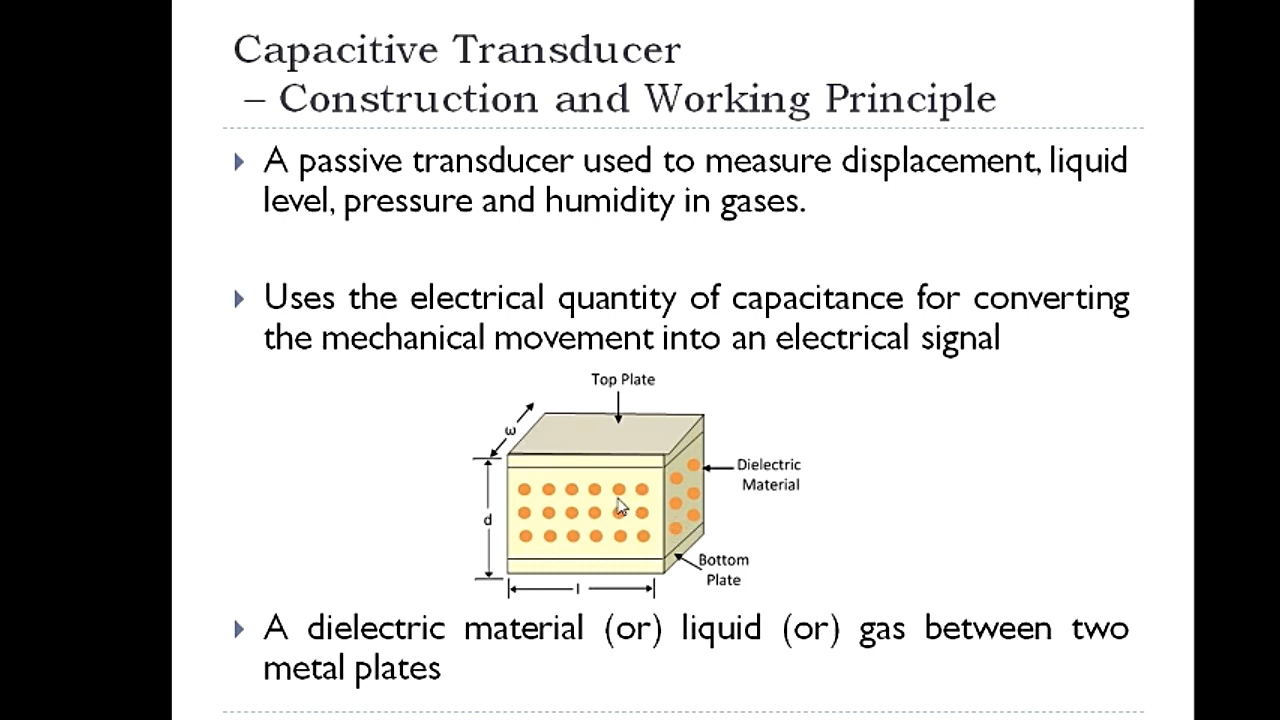 Capacitive Transducer
– Construction and Working Principle
A passive transducer used to measure displacement, liquid
level, pressure and humidity in gases.
Uses the electrical quantity of capacitance for converting
the mechanical movement into an electrical signal
Top Plate
ω
Dielectric
Material
d
Bottom
Plate
l
A dielectric material (or) liquid (or) gas between two
metal plates